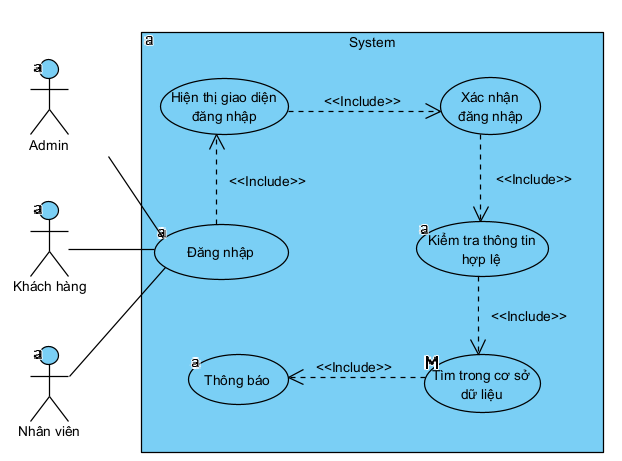 a
System
a
Admin
Hiện thị giao diện
đăng nhập
<<Include>>
Xác nhận
đăng nhập
<<Include>>
<<Include>>
a
Khách hàng
a
Đăng nhập
a
Kiểm tra thông tin
hợp lệ
<<Include>>
a
Nhân viên
a
Thông báo
<<Include>>
M
Tìm trong cơ sở
dữ liệu